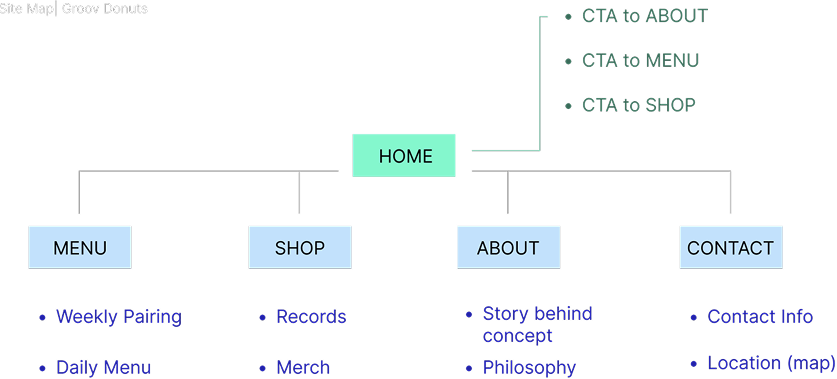 Site Map| Groov Donuts
• CTA to ABOUT
• CTA to MENU
• CTA to SHOP
HOME
MENU
SHOP
ABOUT
CONTACT
• Weekly Pairing
• Daily Menu
• Records
• Merch
• Story behind
concept
• Philosophy
• Contact Info
• Location (map)